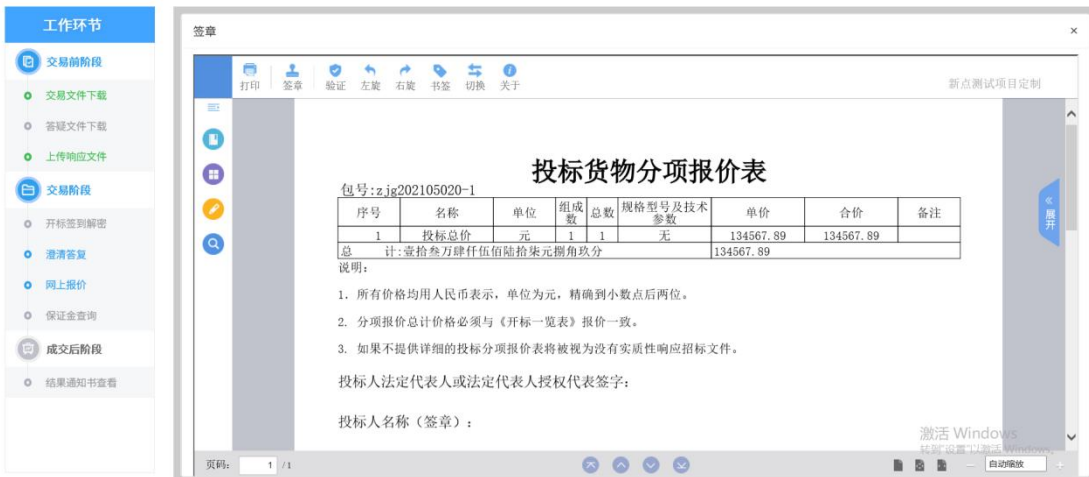 工作环节
交易前阶段
交易文件下载
答疑文件下载
上传响应文件
交易阶段
开标签到解密
澄清答复
网上报价
保证金查询
成交后阶段
结果通知书查看
签章
×
打印 签章 验证 左旋 右旋 书签 切换 关于
新点测试项目定制
投标货物分项报价表
包号:zjg202105020-1
序号 名称 单位 组成数 总数 规格型号及技术参数 单价 合价 备注
1 投标总价 元 1 1 无 134567.89 134567.89
总 计:壹拾叁万肆仟伍佰陆拾柒元捌角玖分 134567.89
说明:
1. 所有价格均用人民币表示，单位为元，精确到小数点后两位。
2. 分项报价总计价格必须与《开标一览表》报价一致。
3. 如果不提供详细的投标分项报价表将被视为没有实质性响应招标文件。
投标人法定代表人或法定代表人授权代表签字:
投标人名称（签章）:
展开
激活 Windows
转到"设置"以激活 Windows。
页码: 1 /1
自动缩放